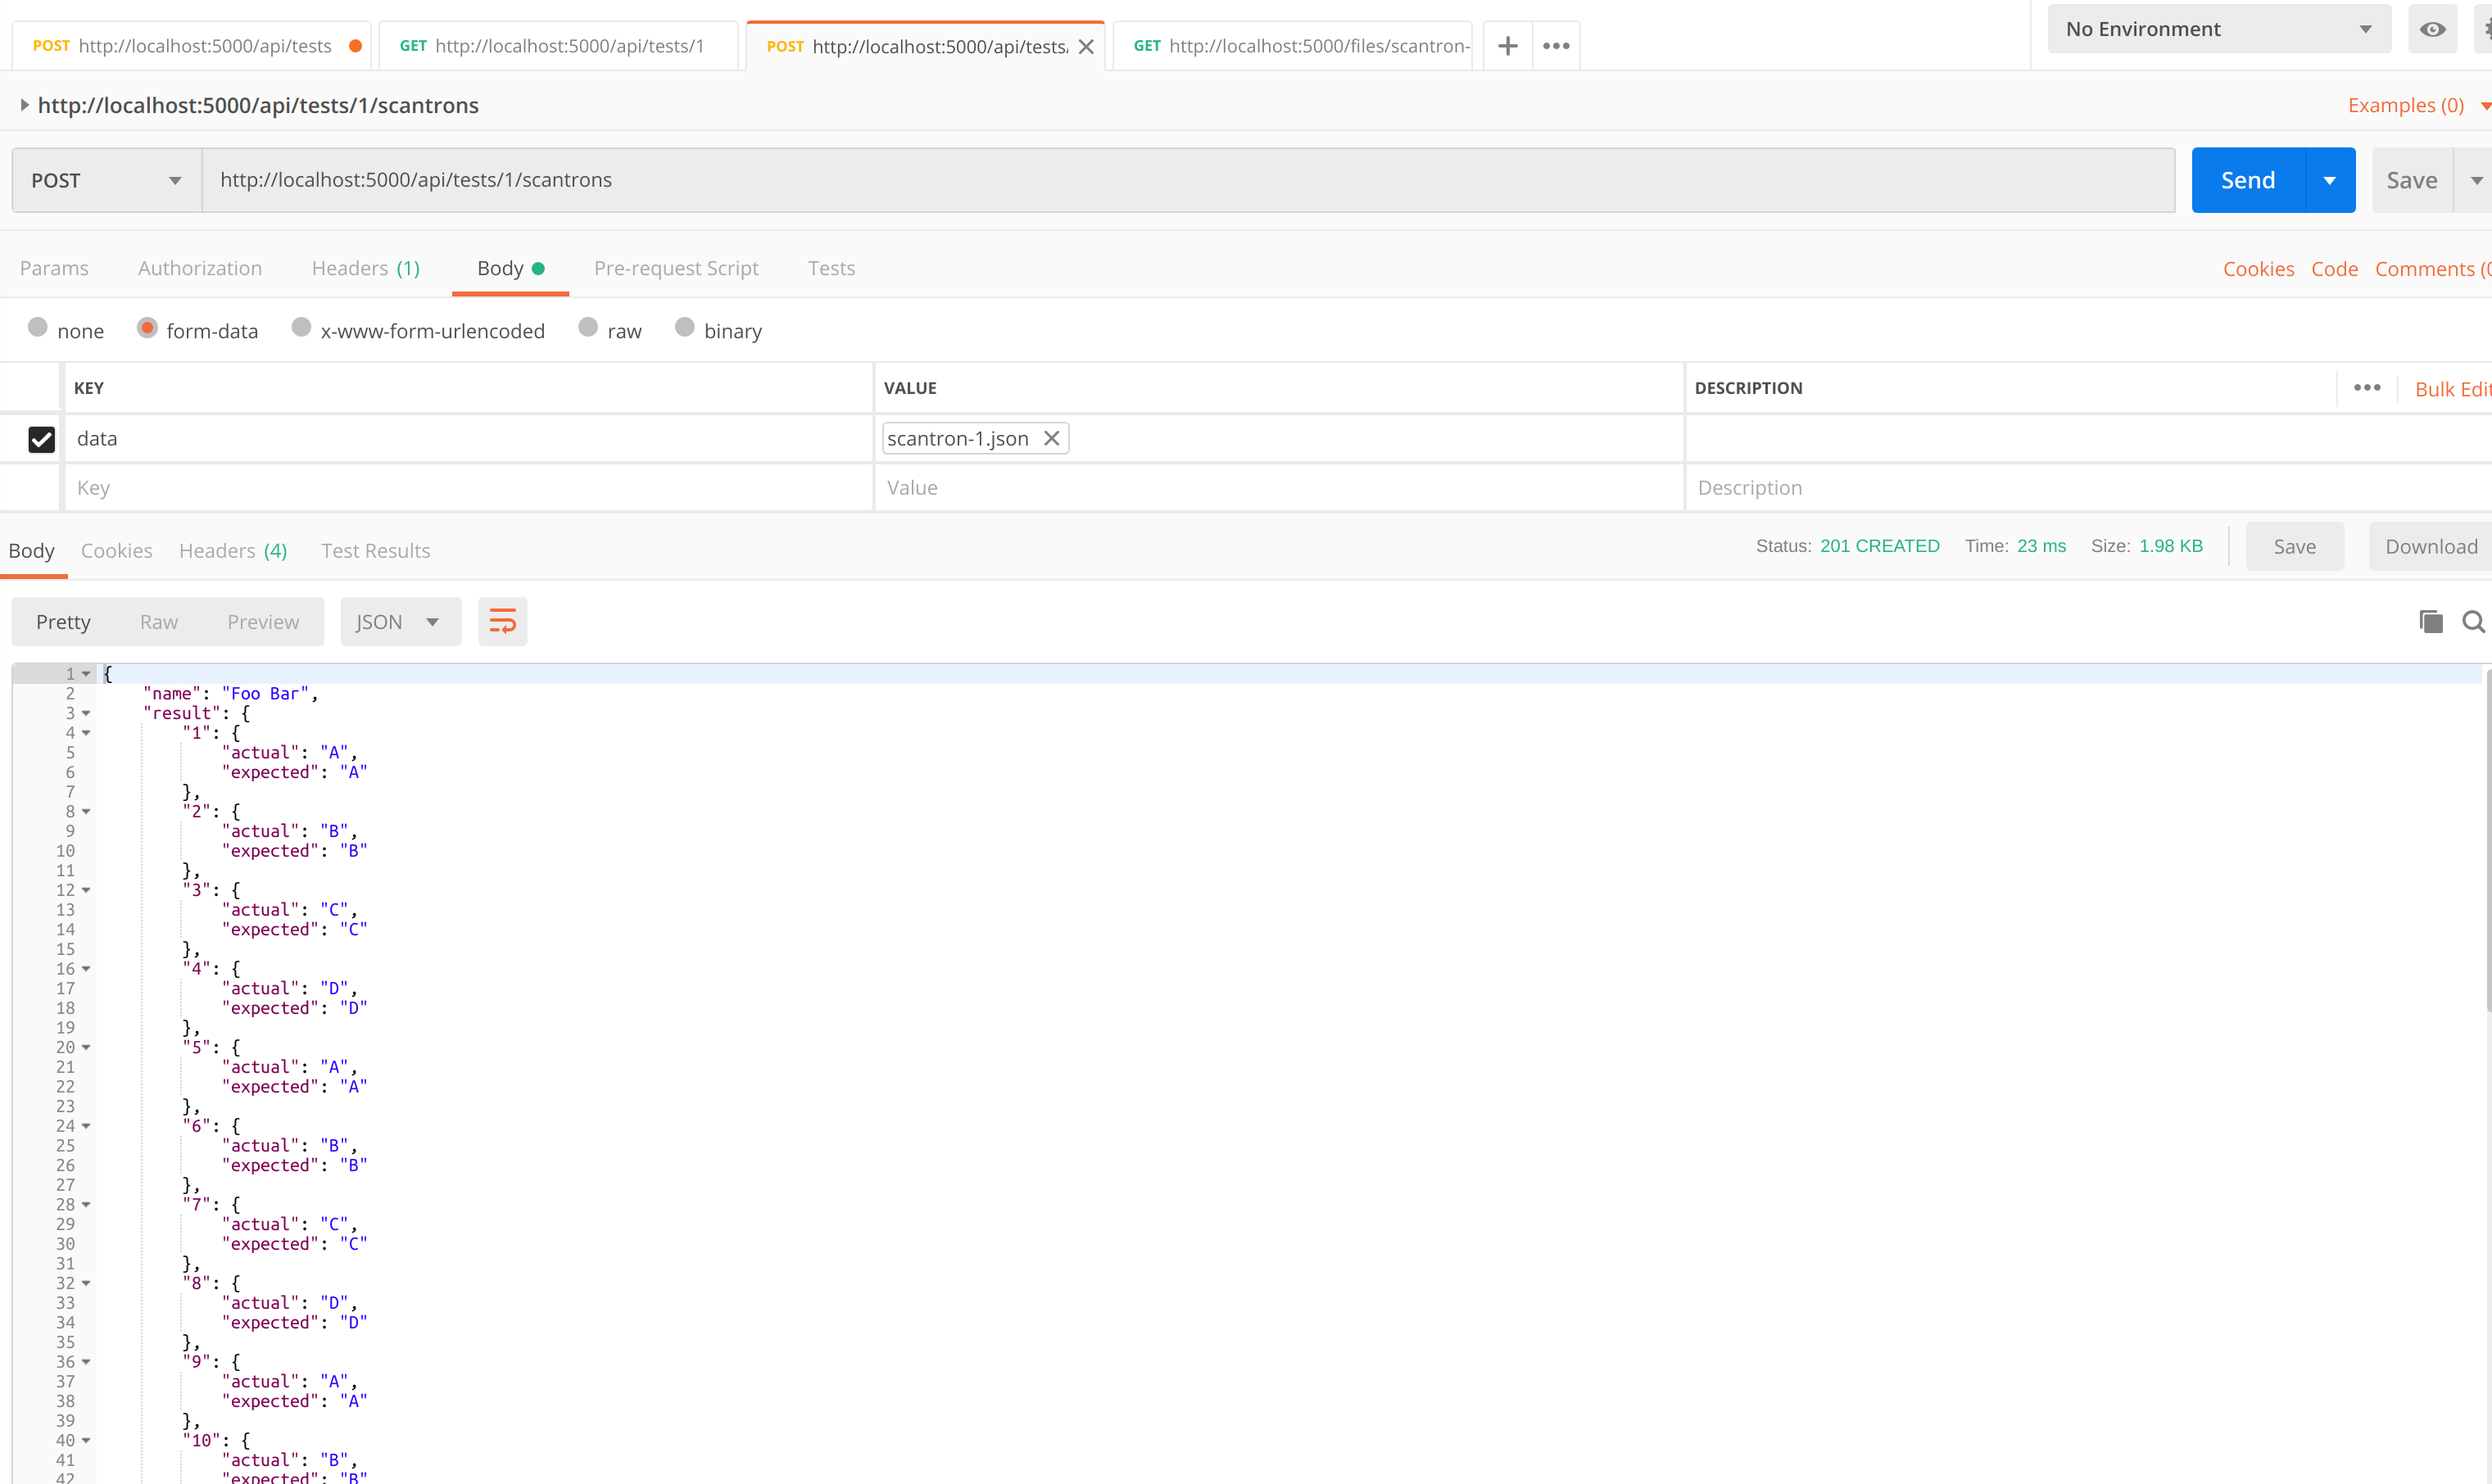 POST http://localhost:5000/api/tests
GET http://localhost:5000/api/tests/1
POST http://localhost:5000/api/tests/
GET http://localhost:5000/files/scantron-
No Environment
http://localhost:5000/api/tests/1/scantrons
Examples (0)
POST
http://localhost:5000/api/tests/1/scantrons
Send
Save
Params
Authorization
Headers (1)
Body
Pre-request Script
Tests
Cookies
Code
Comments (0
none
form-data
x-www-form-urlencoded
raw
binary
KEY
VALUE
DESCRIPTION
Bulk Edit
data
scantron-1.json
Key
Value
Description
Body
Cookies
Headers (4)
Test Results
Status: 201 CREATED
Time: 23 ms
Size: 1.98 KB
Save
Download
Pretty
Raw
Preview
JSON
1 {
2 "name": "Foo Bar",
3 "result": {
4 "1": {
5 "actual": "A",
6 "expected": "A"
7 },
8 "2": {
9 "actual": "B",
10 "expected": "B"
11 },
12 "3": {
13 "actual": "C",
14 "expected": "C"
15 },
16 "4": {
17 "actual": "D",
18 "expected": "D"
19 },
20 "5": {
21 "actual": "A",
22 "expected": "A"
23 },
24 "6": {
25 "actual": "B",
26 "expected": "B"
27 },
28 "7": {
29 "actual": "C",
30 "expected": "C"
31 },
32 "8": {
33 "actual": "D",
34 "expected": "D"
35 },
36 "9": {
37 "actual": "A",
38 "expected": "A"
39 },
40 "10": {
41 "actual": "B",
42 "expected": "B"